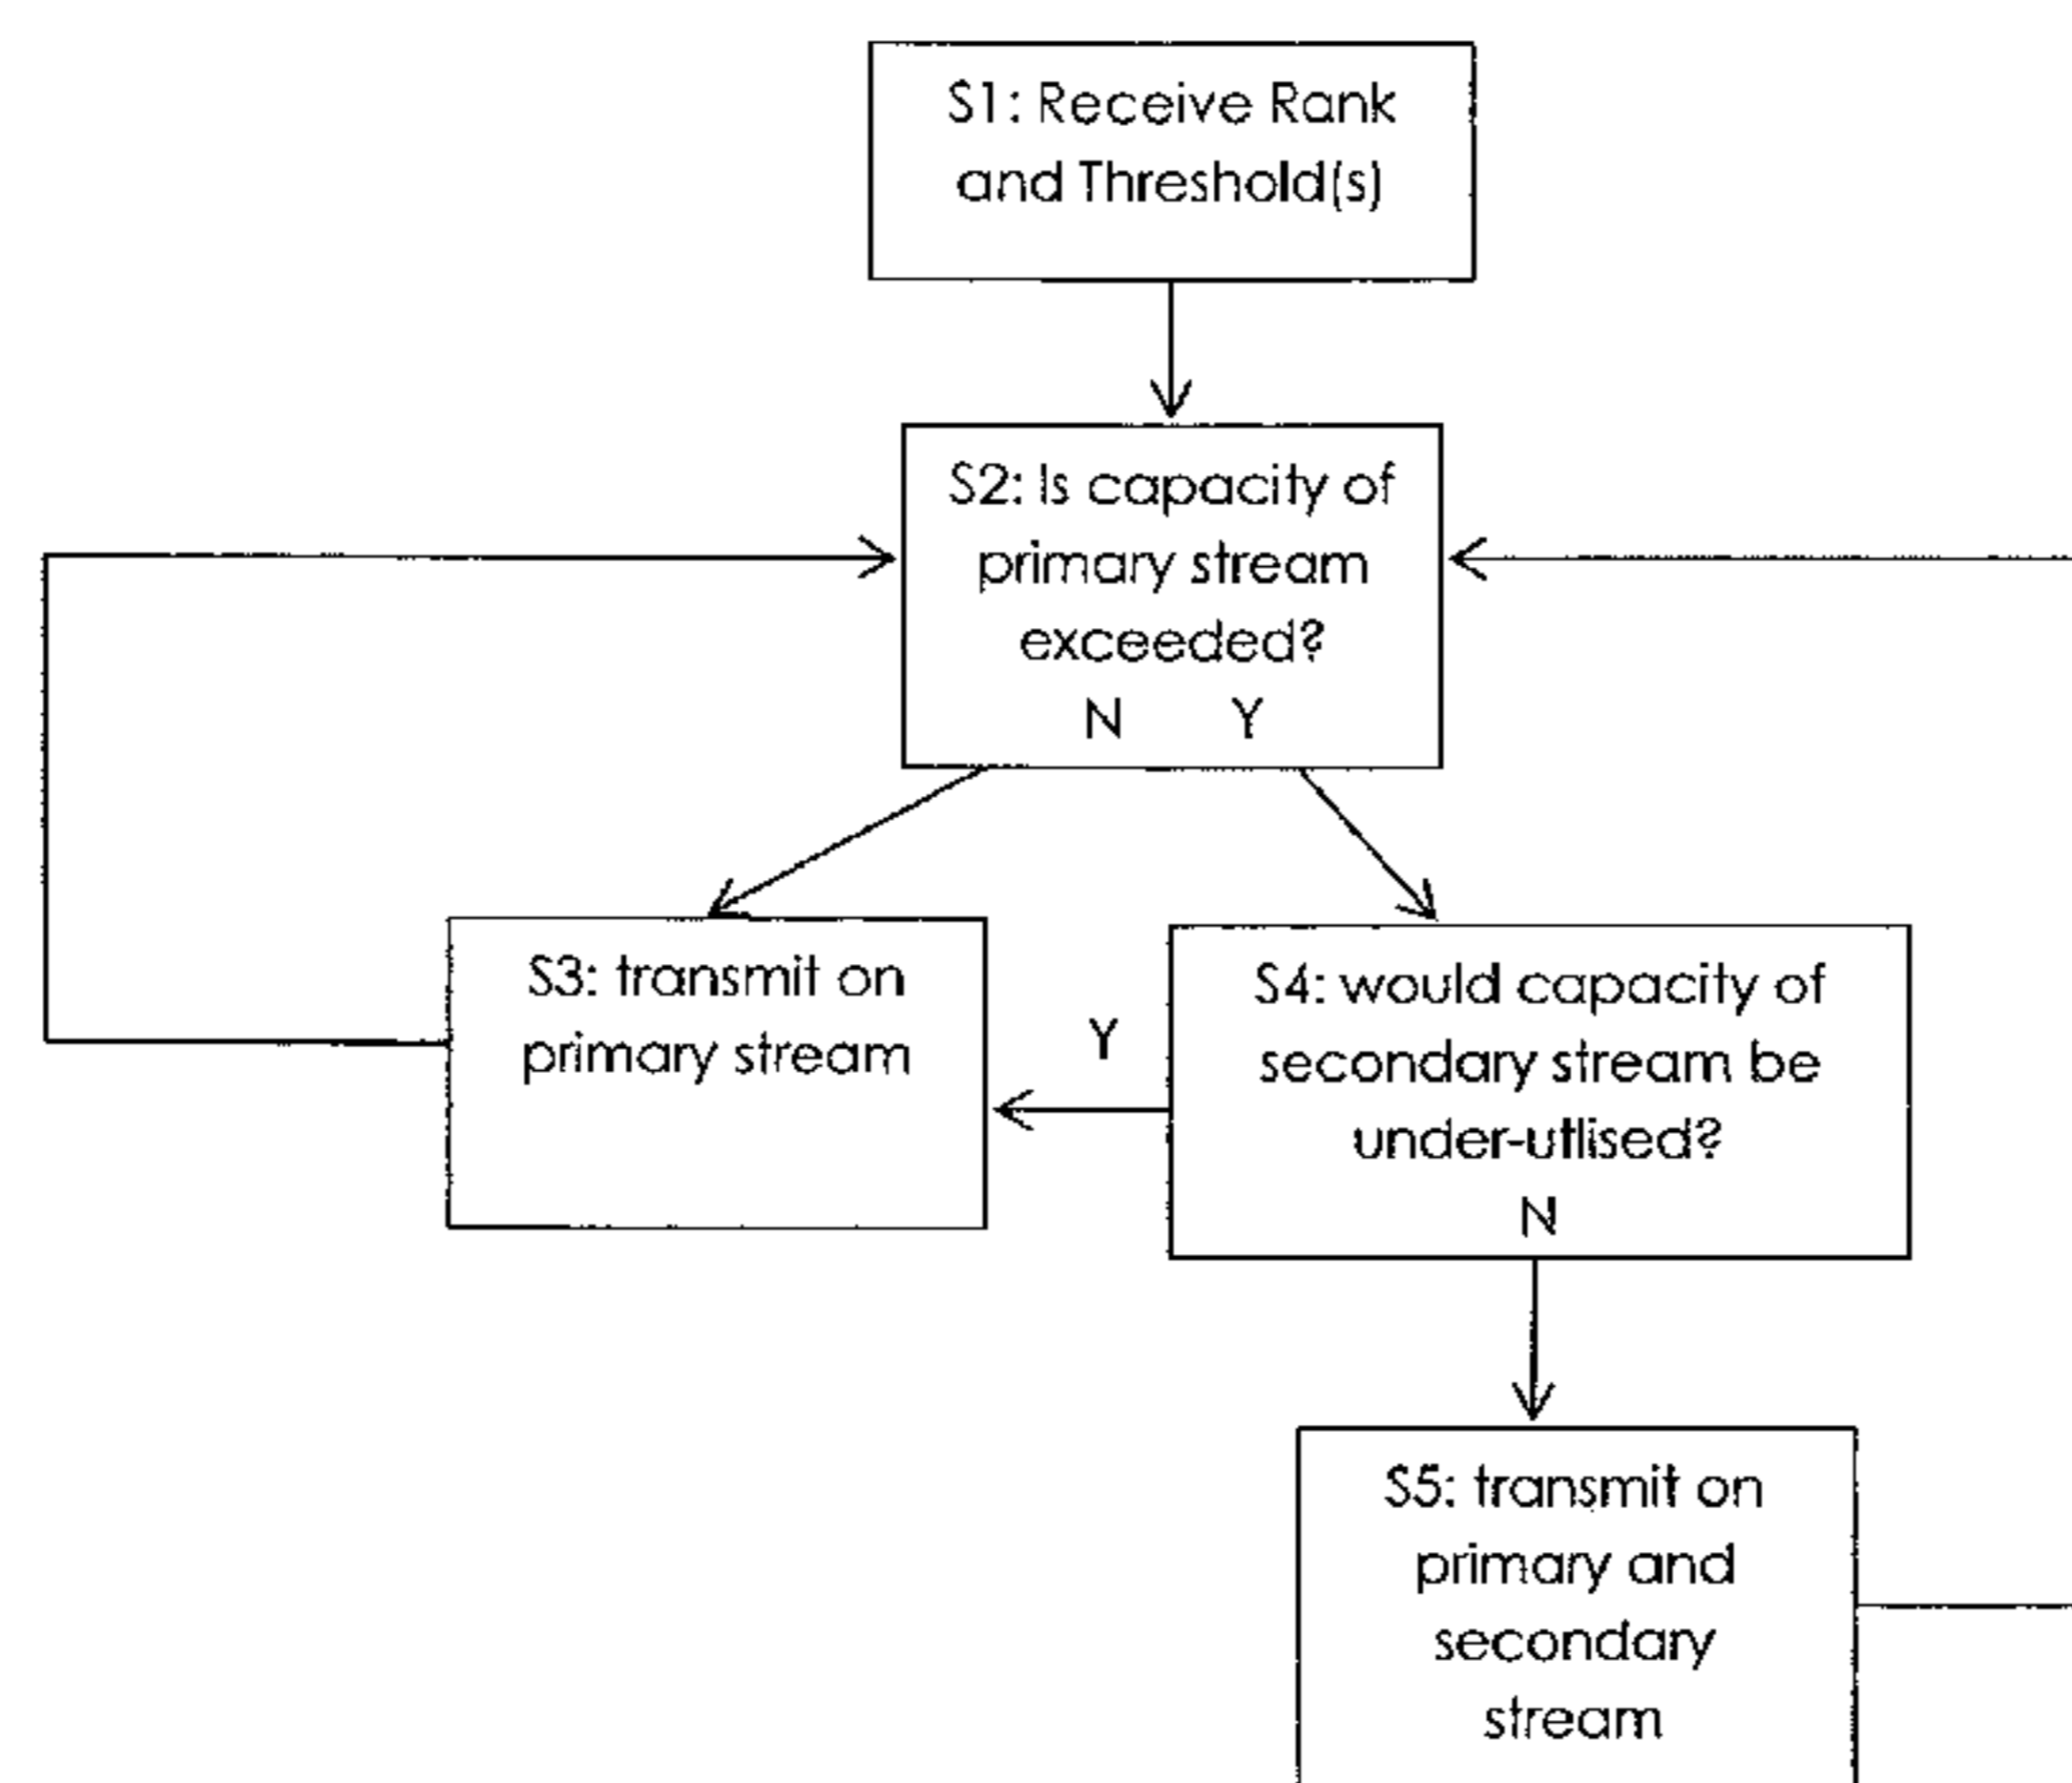 S1: Receive Rank
and Threshold(s)
S2: Is capacity of
primary stream
exceeded?
N Y
S3: transmit on
primary stream
Y
S4: would capacity of
secondary stream be
under-utlised?
N
S5: transmit on
primary and
secondary
stream